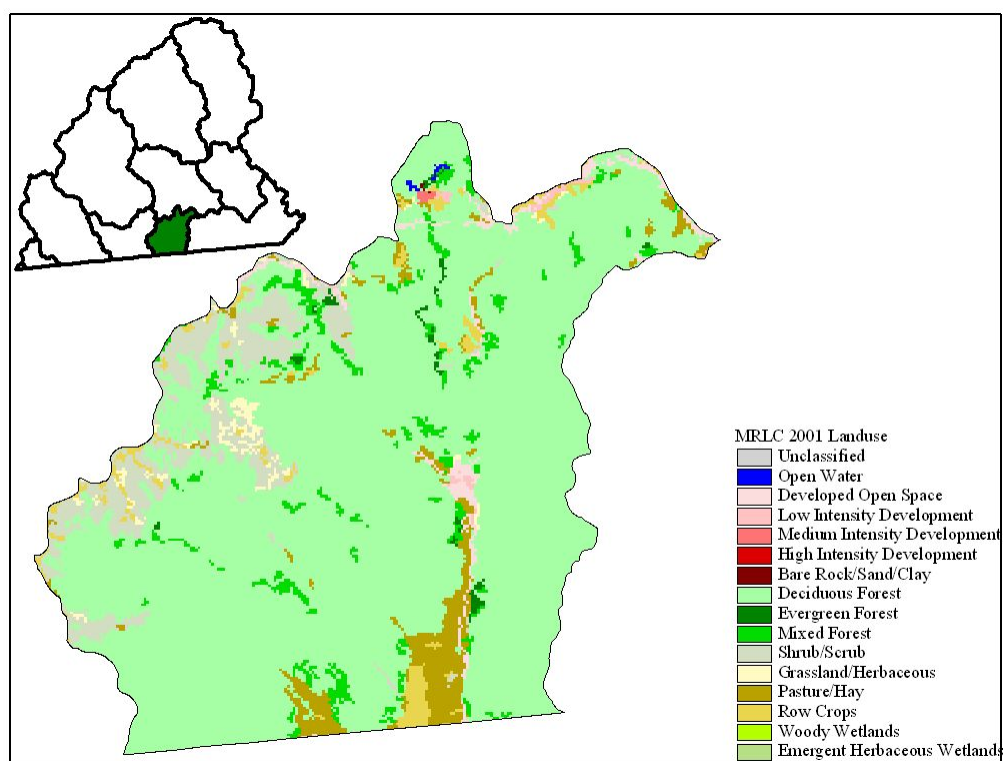 MRLC 2001 Landuse
Unclassified
Open Water
Developed Open Space
Low Intensity Development
Medium Intensity Development
High Intensity Development
Bare Rock/Sand/Clay
Deciduous Forest
Evergreen Forest
Mixed Forest
Shrub/Scrub
Grassland/Herbaceous
Pasture/Hay
Row Crops
Woody Wetlands
Emergent Herbaceous Wetlands